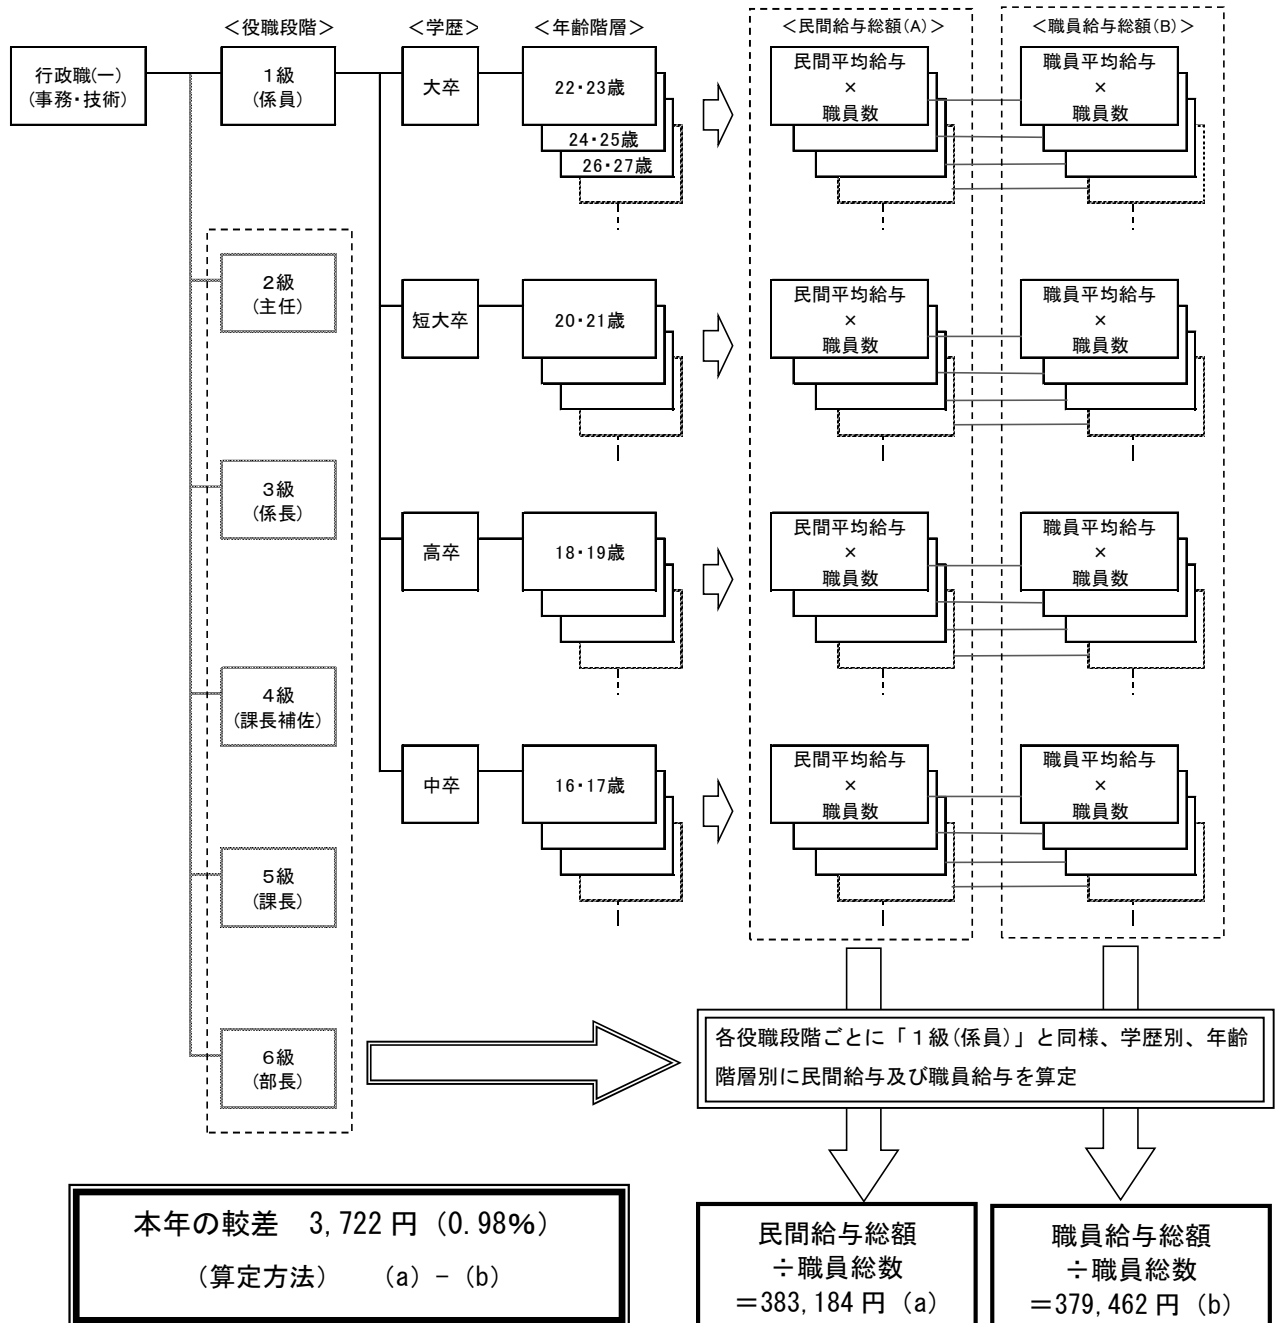 ＜役職段階＞
＜学歴＞
＜年齢階層＞
＜民間給与総額(A)＞
＜職員給与総額(B)＞
行政職(一)
(事務・技術)
１級
(係員)
大卒
22・23歳
24・25歳
26・27歳
民間平均給与
×
職員数
職員平均給与
×
職員数
２級
(主任)
短大卒
20・21歳
民間平均給与
×
職員数
職員平均給与
×
職員数
３級
(係長)
高卒
18・19歳
民間平均給与
×
職員数
職員平均給与
×
職員数
４級
(課長補佐)
中卒
16・17歳
民間平均給与
×
職員数
職員平均給与
×
職員数
５級
(課長)
６級
(部長)
各役職段階ごとに「１級(係員)」と同様、学歴別、年齢
階層別に民間給与及び職員給与を算定
本年の較差　3,722 円（0.98%）
（算定方法）　（a）－（b）
民間給与総額
÷職員総数
＝383,184 円（a）
職員給与総額
÷職員総数
＝379,462 円（b）